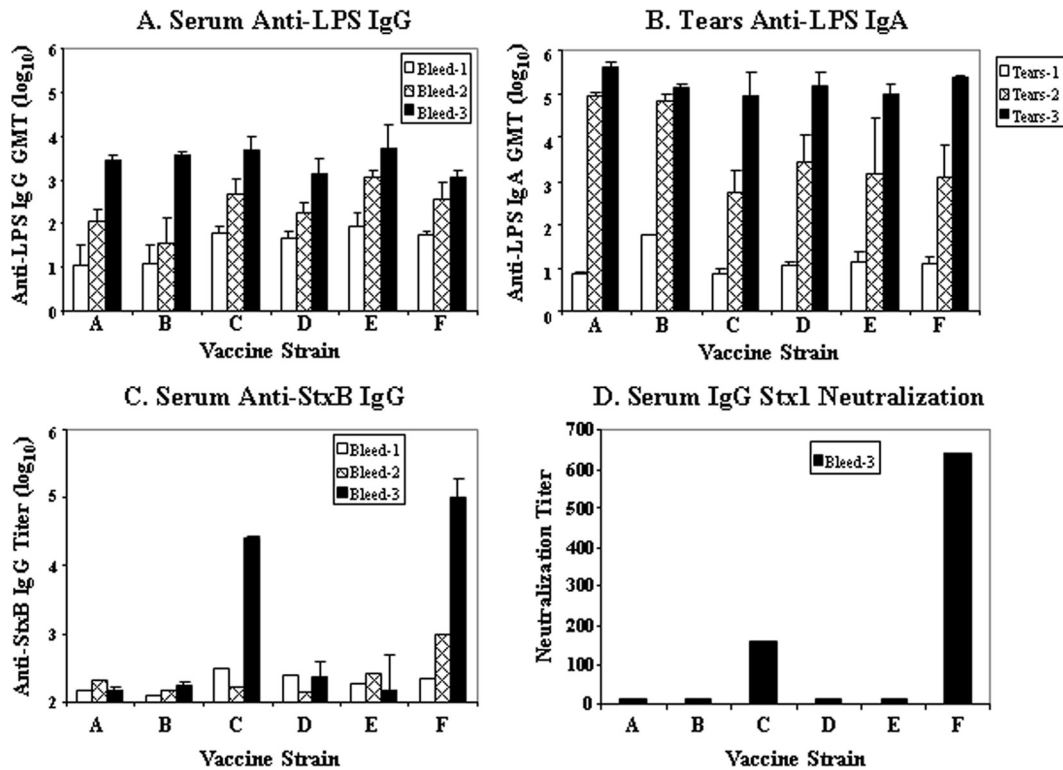 A. Serum Anti-LPS IgG
Anti-LPS IgG GMT (log10)
6
5
4
3
2
1
0
Bleed-1
Bleed-2
Bleed-3
A B C D E F
Vaccine Strain
B. Tears Anti-LPS IgA
Anti-LPS IgA GMT (log10)
6
5
4
3
2
1
0
Tears-1
Tears-2
Tears-3
A B C D E F
Vaccine Strain
C. Serum Anti-StxB IgG
Anti-StxB IgG Titer (log10)
6
5
4
3
2
Bleed-1
Bleed-2
Bleed-3
A B C D E F
Vaccine Strain
D. Serum IgG Stx1 Neutralization
Neutralization Titer
700
600
500
400
300
200
100
0
Bleed-3
A B C D E F
Vaccine Strain